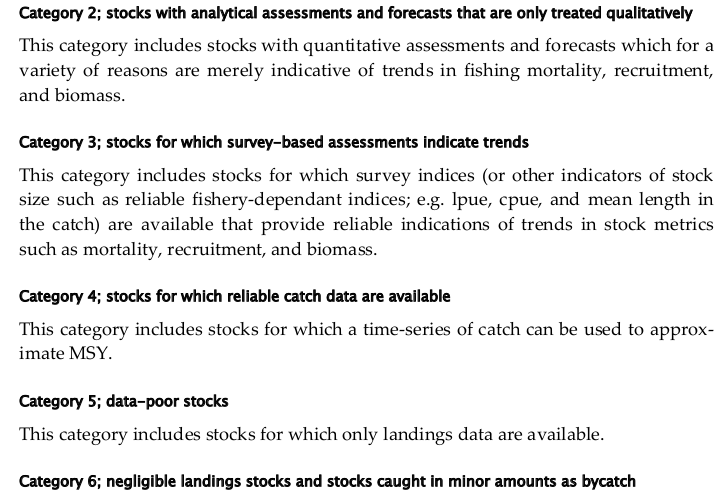 Category 2; stocks with analytical assessments and forecasts that are only treated qualitatively
This category includes stocks with quantitative assessments and forecasts which for a
variety of reasons are merely indicative of trends in fishing mortality, recruitment,
and biomass.
Category 3; stocks for which survey-based assessments indicate trends
This category includes stocks for which survey indices (or other indicators of stock
size such as reliable fishery-dependant indices; e.g. lpue, cpue, and mean length in
the catch) are available that provide reliable indications of trends in stock metrics
such as mortality, recruitment, and biomass.
Category 4; stocks for which reliable catch data are available
This category includes stocks for which a time-series of catch can be used to approx-
imate MSY.
Category 5; data-poor stocks
This category includes stocks for which only landings data are available.
Category 6; negligible landings stocks and stocks caught in minor amounts as bycatch